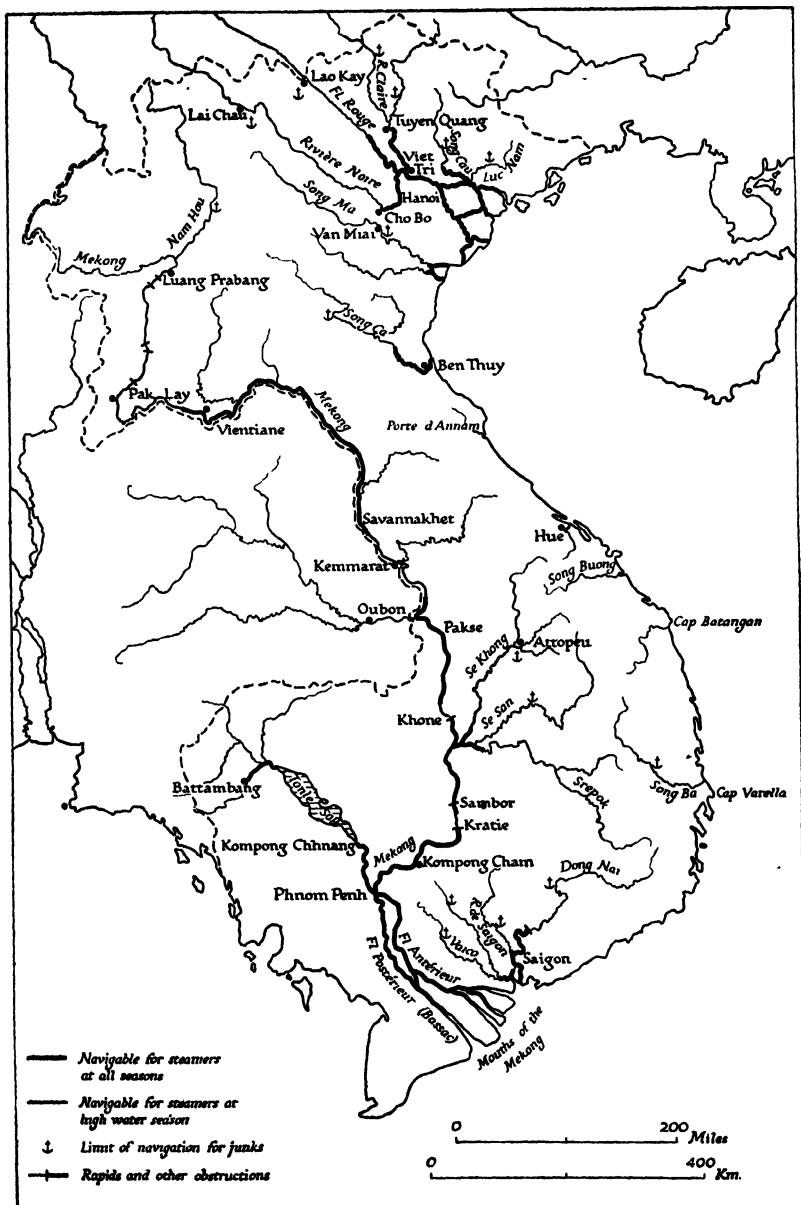 Lao Kay
R. Claire
Fl Rouge
Lai Chau
Tuyen Quang
Song Cau
Viet
Tri
Luc Nam
Rivière Noire
Hanoi
Song Ma
Cho Bo
Nam Hou
Van Miai
Mekong
Luang Prabang
Song Ca
Ben Thuy
Pak Lay
Mekong
Vientiane
Porte d'Annam
Savannakhet
Hue
Kemmarat
Song Buong
Oubon
Pakse
Cap Batangan
Se Khong
Attopeu
Khone
Se San
Battambang
Tonle
Sap
Srepok
Song Ba
Cap Varella
Sambor
Kratie
Kompong Chhnang
Mekong
Kompong Cham
Dong Nai
Phnom Penh
R. de Saigon
Vaico
Saigon
Fl Antérieur
Fl Postérieur (Bassac)
Mouths of the
Mekong
Navigable for steamers
at all seasons
Navigable for steamers at
high water season
Limit of navigation for junks
Rapids and other obstructions
0 200
Miles
0 400
Km.